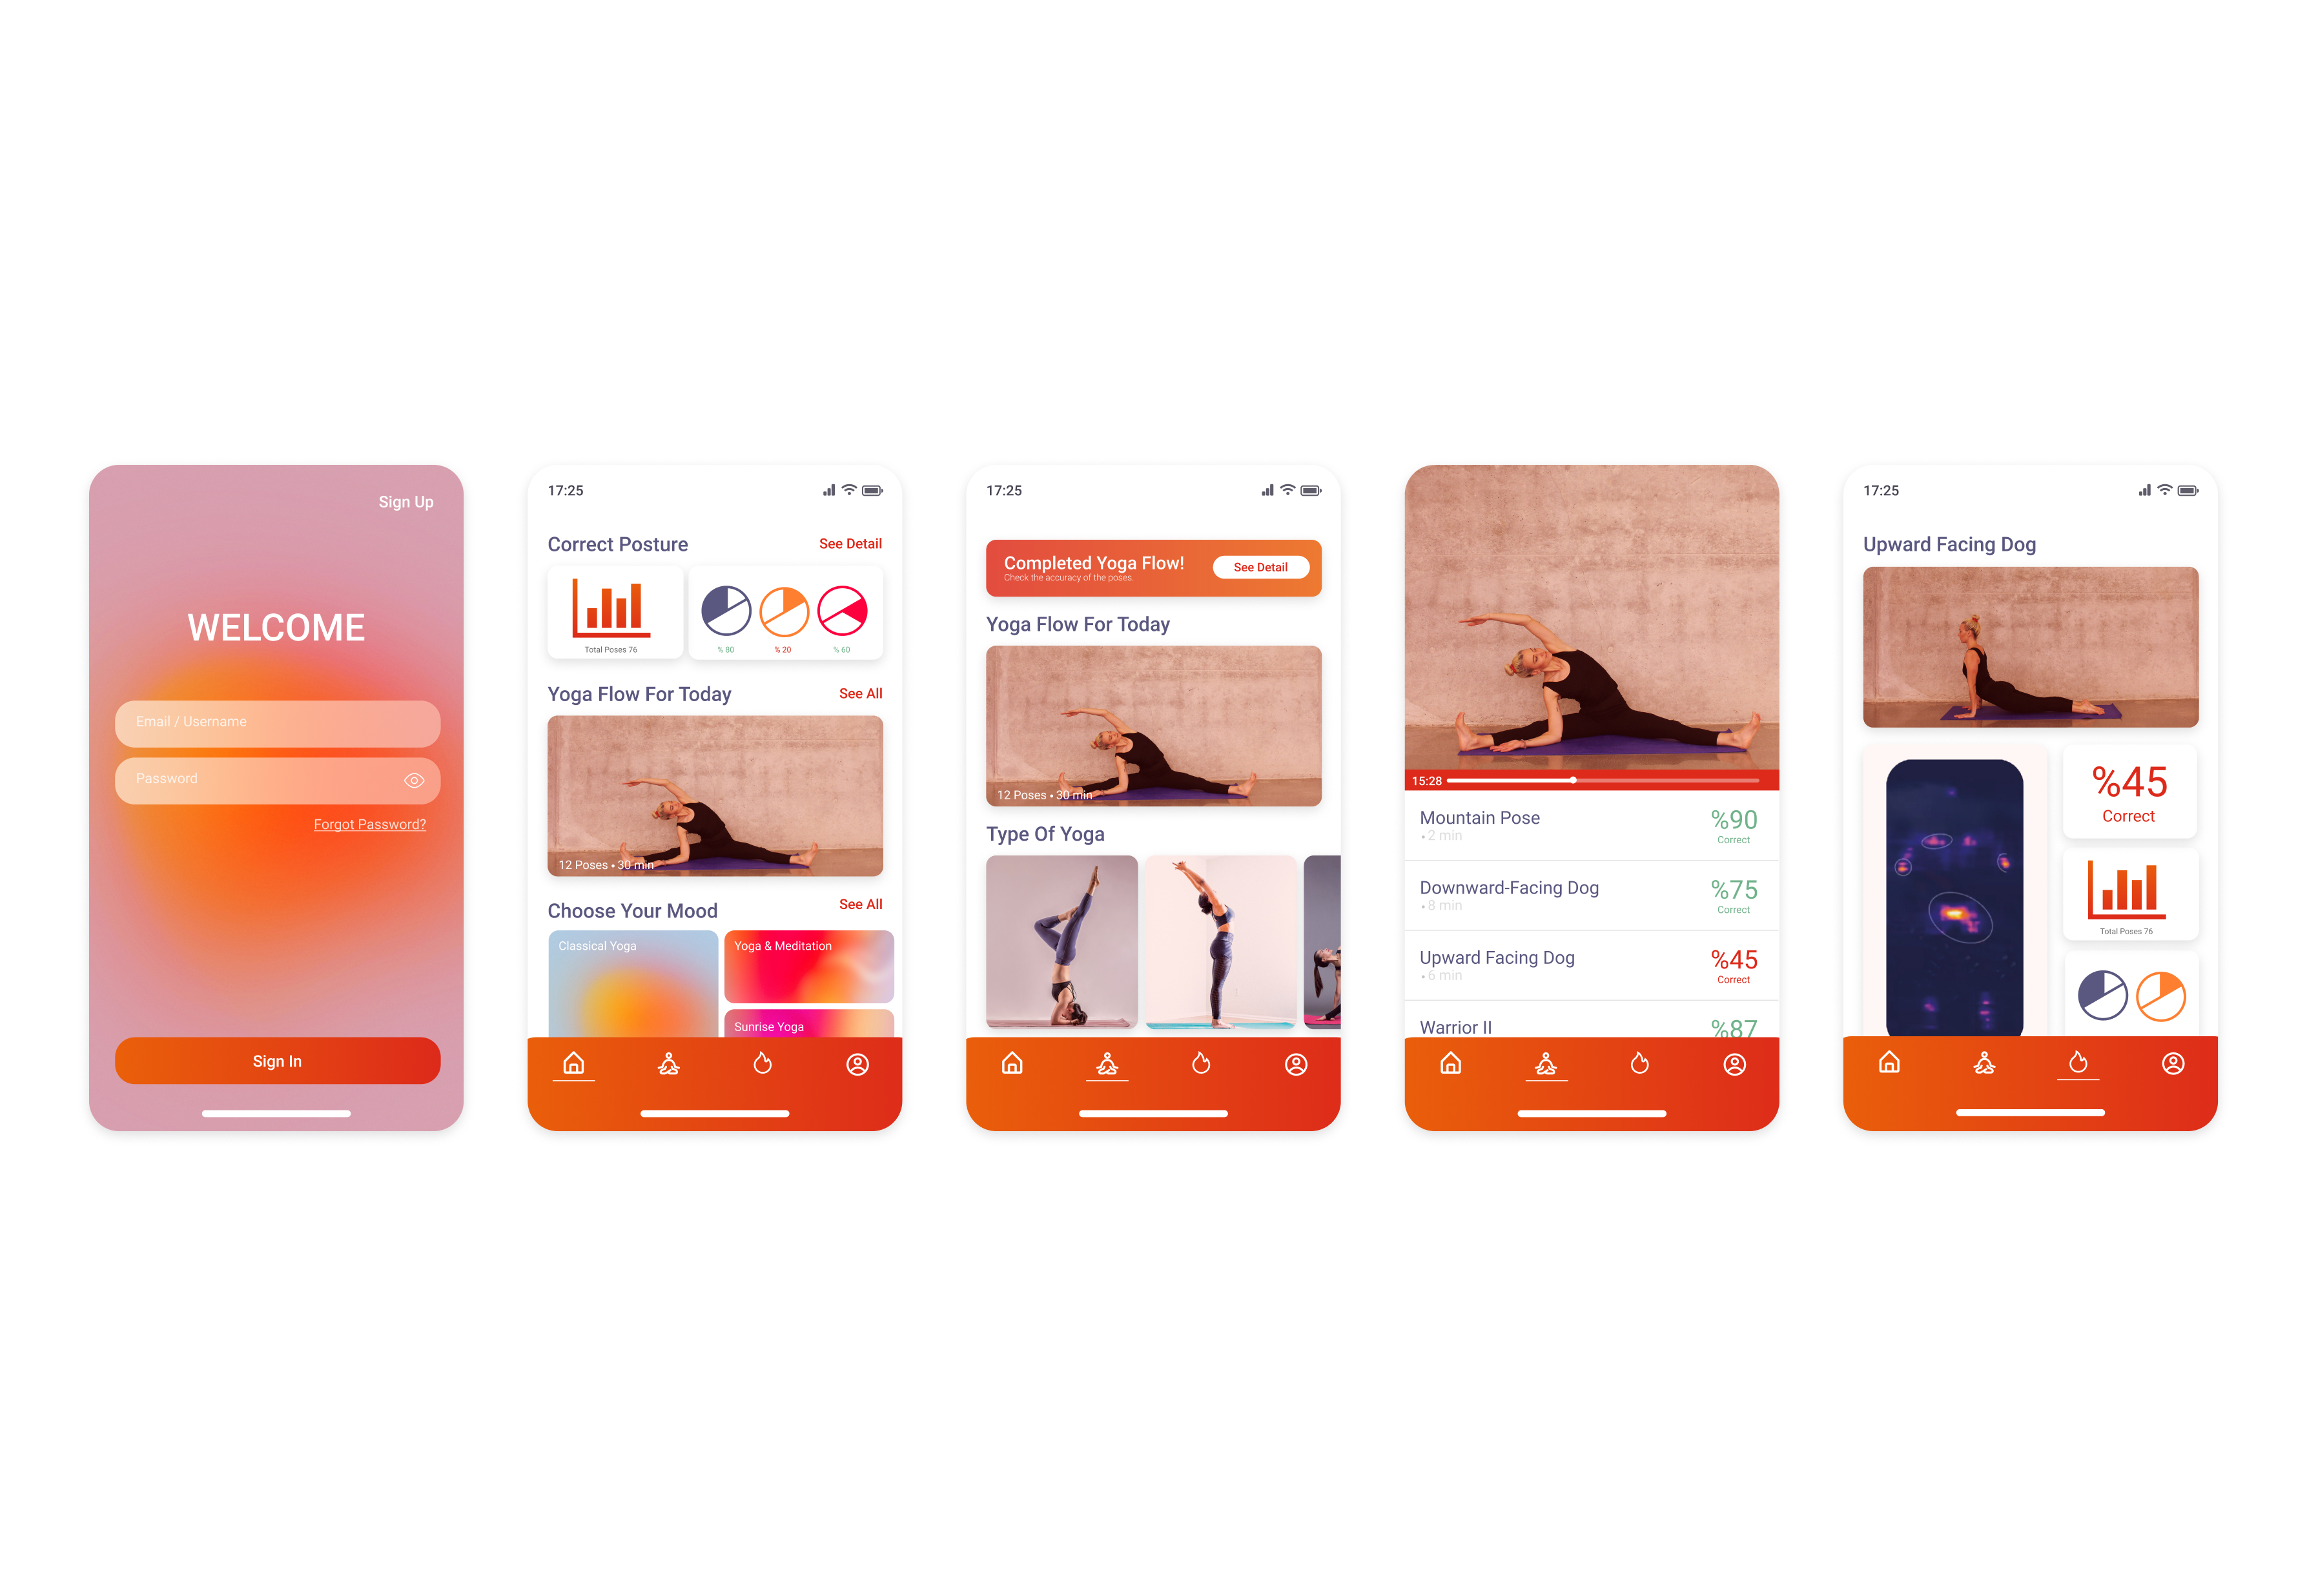 Sign Up
WELCOME
Email / Username
Password
Forgot Password?
Sign In
17:25
Correct Posture
See Detail
Total Poses 76
% 80
% 20
% 60
Yoga Flow For Today
See All
12 Poses • 30 min
Choose Your Mood
See All
Classical Yoga
Yoga & Meditation
Sunrise Yoga
17:25
Completed Yoga Flow!
Check the accuracy of the poses.
See Detail
Yoga Flow For Today
12 Poses • 30 min
Type Of Yoga
15:28
Mountain Pose
• 2 min
%90
Correct
Downward-Facing Dog
• 8 min
%75
Correct
Upward Facing Dog
• 6 min
%45
Correct
Warrior II
%87
17:25
Upward Facing Dog
%45
Correct
Total Poses 76